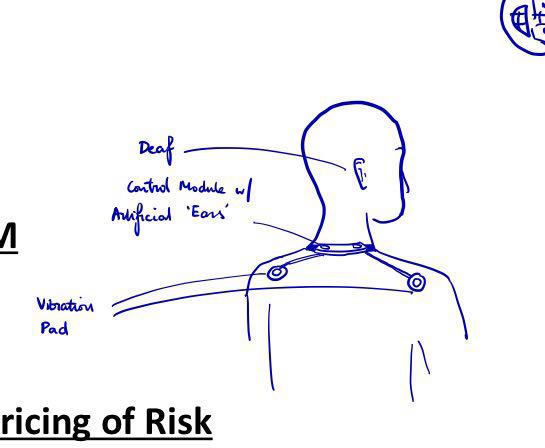 Deaf
Control Module w/
Artificial 'Ears'
M
Vibration
Pad
ricing of Risk